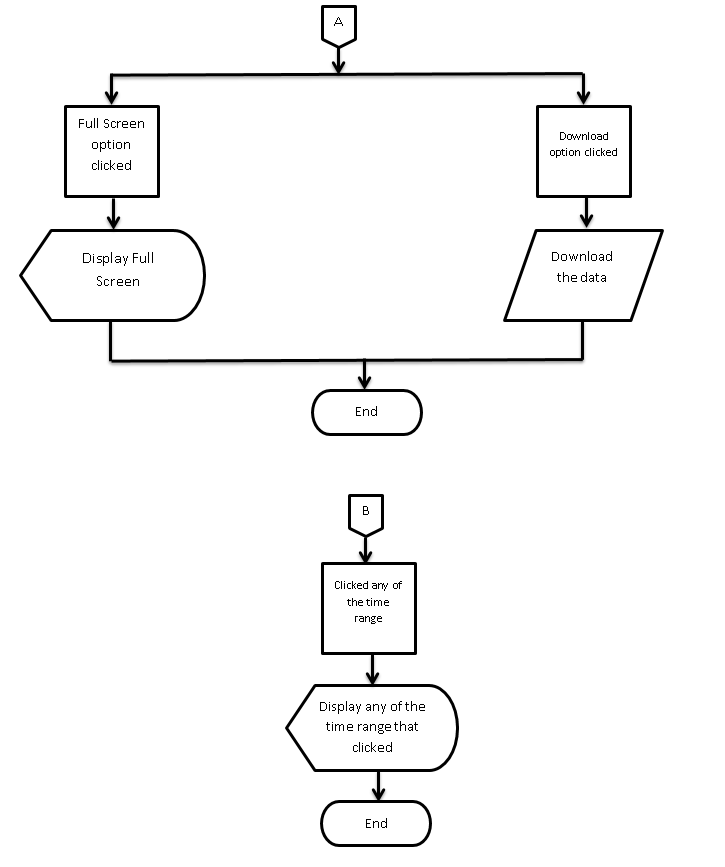 A
Full Screen
option
clicked
Download
option clicked
Display Full
Screen
Download
the data
End
B
Clicked any of
the time
range
Display any of the
time range that
clicked
End